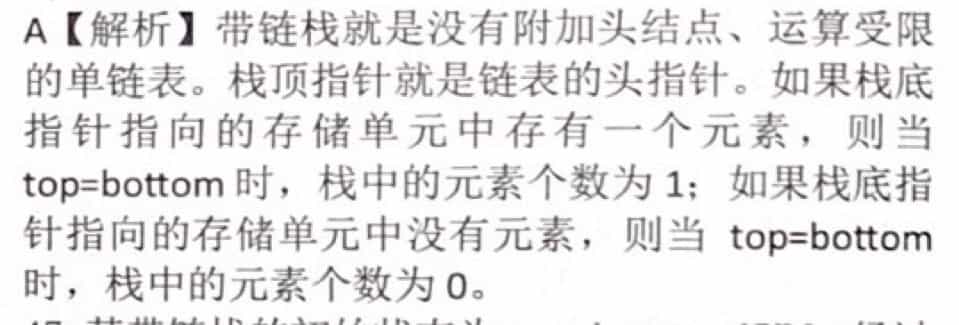 A【解析】带链栈就是没有附加头结点、运算受限
的单链表。栈顶指针就是链表的头指针。如果栈底
指针指向的存储单元中存有一个元素，则当
top=bottom 时，栈中的元素个数为 1；如果栈底指
针指向的存储单元中没有元素，则当 top=bottom
时，栈中的元素个数为 0。